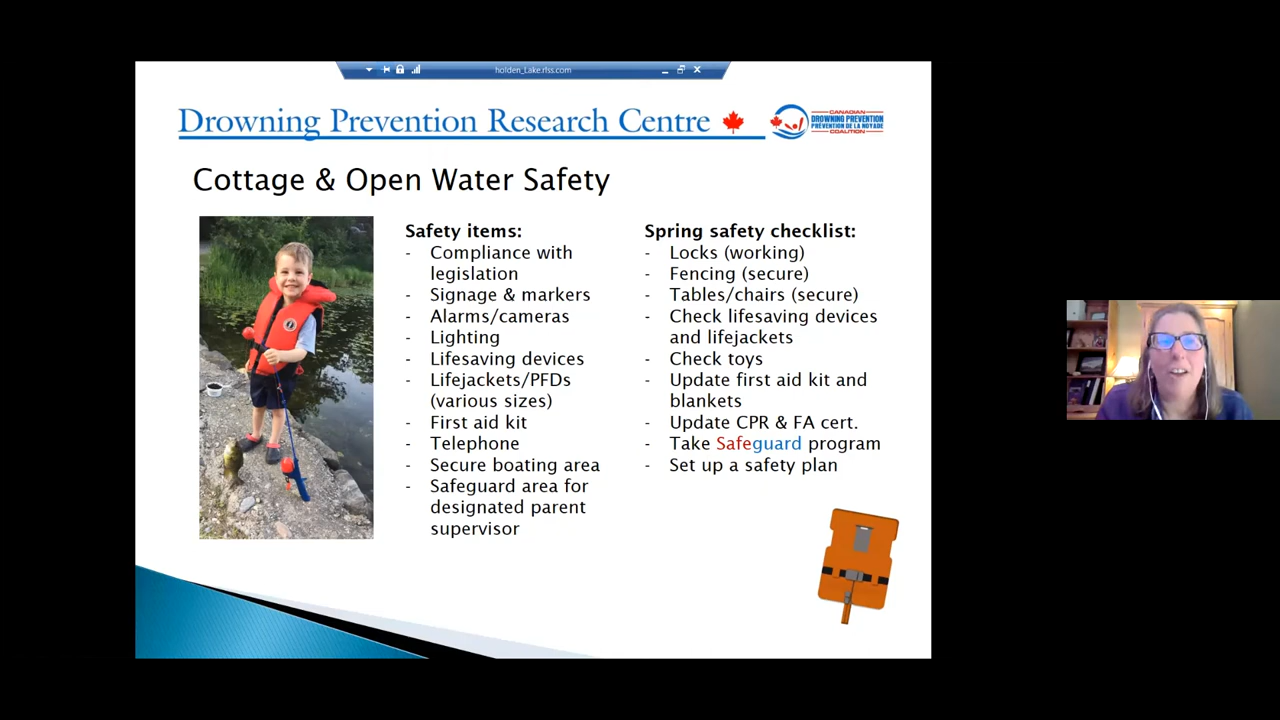 holden_Lake.rlss.com
Drowning Prevention Research Centre
CANADIAN
DROWNING PREVENTION
PRÉVENTION DE LA NOYADE
COALITION
Cottage & Open Water Safety
Safety items:
- Compliance with
legislation
- Signage & markers
- Alarms/cameras
- Lighting
- Lifesaving devices
- Lifejackets/PFDs
(various sizes)
- First aid kit
- Telephone
- Secure boating area
- Safeguard area for
designated parent
supervisor
Spring safety checklist:
- Locks (working)
- Fencing (secure)
- Tables/chairs (secure)
- Check lifesaving devices
and lifejackets
- Check toys
- Update first aid kit and
blankets
- Update CPR & FA cert.
- Take Safeguard program
- Set up a safety plan